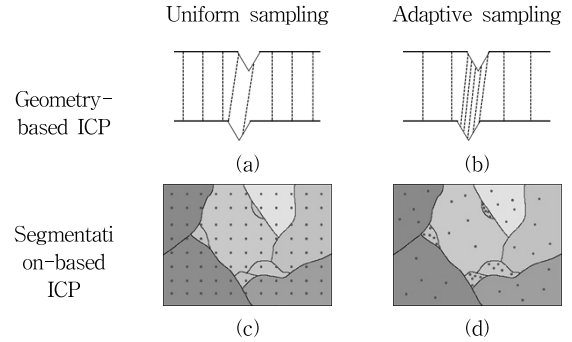 Uniform sampling
Adaptive sampling
Geometry-
based ICP
(a)
(b)
Segmentati
on-based
ICP
(c)
(d)